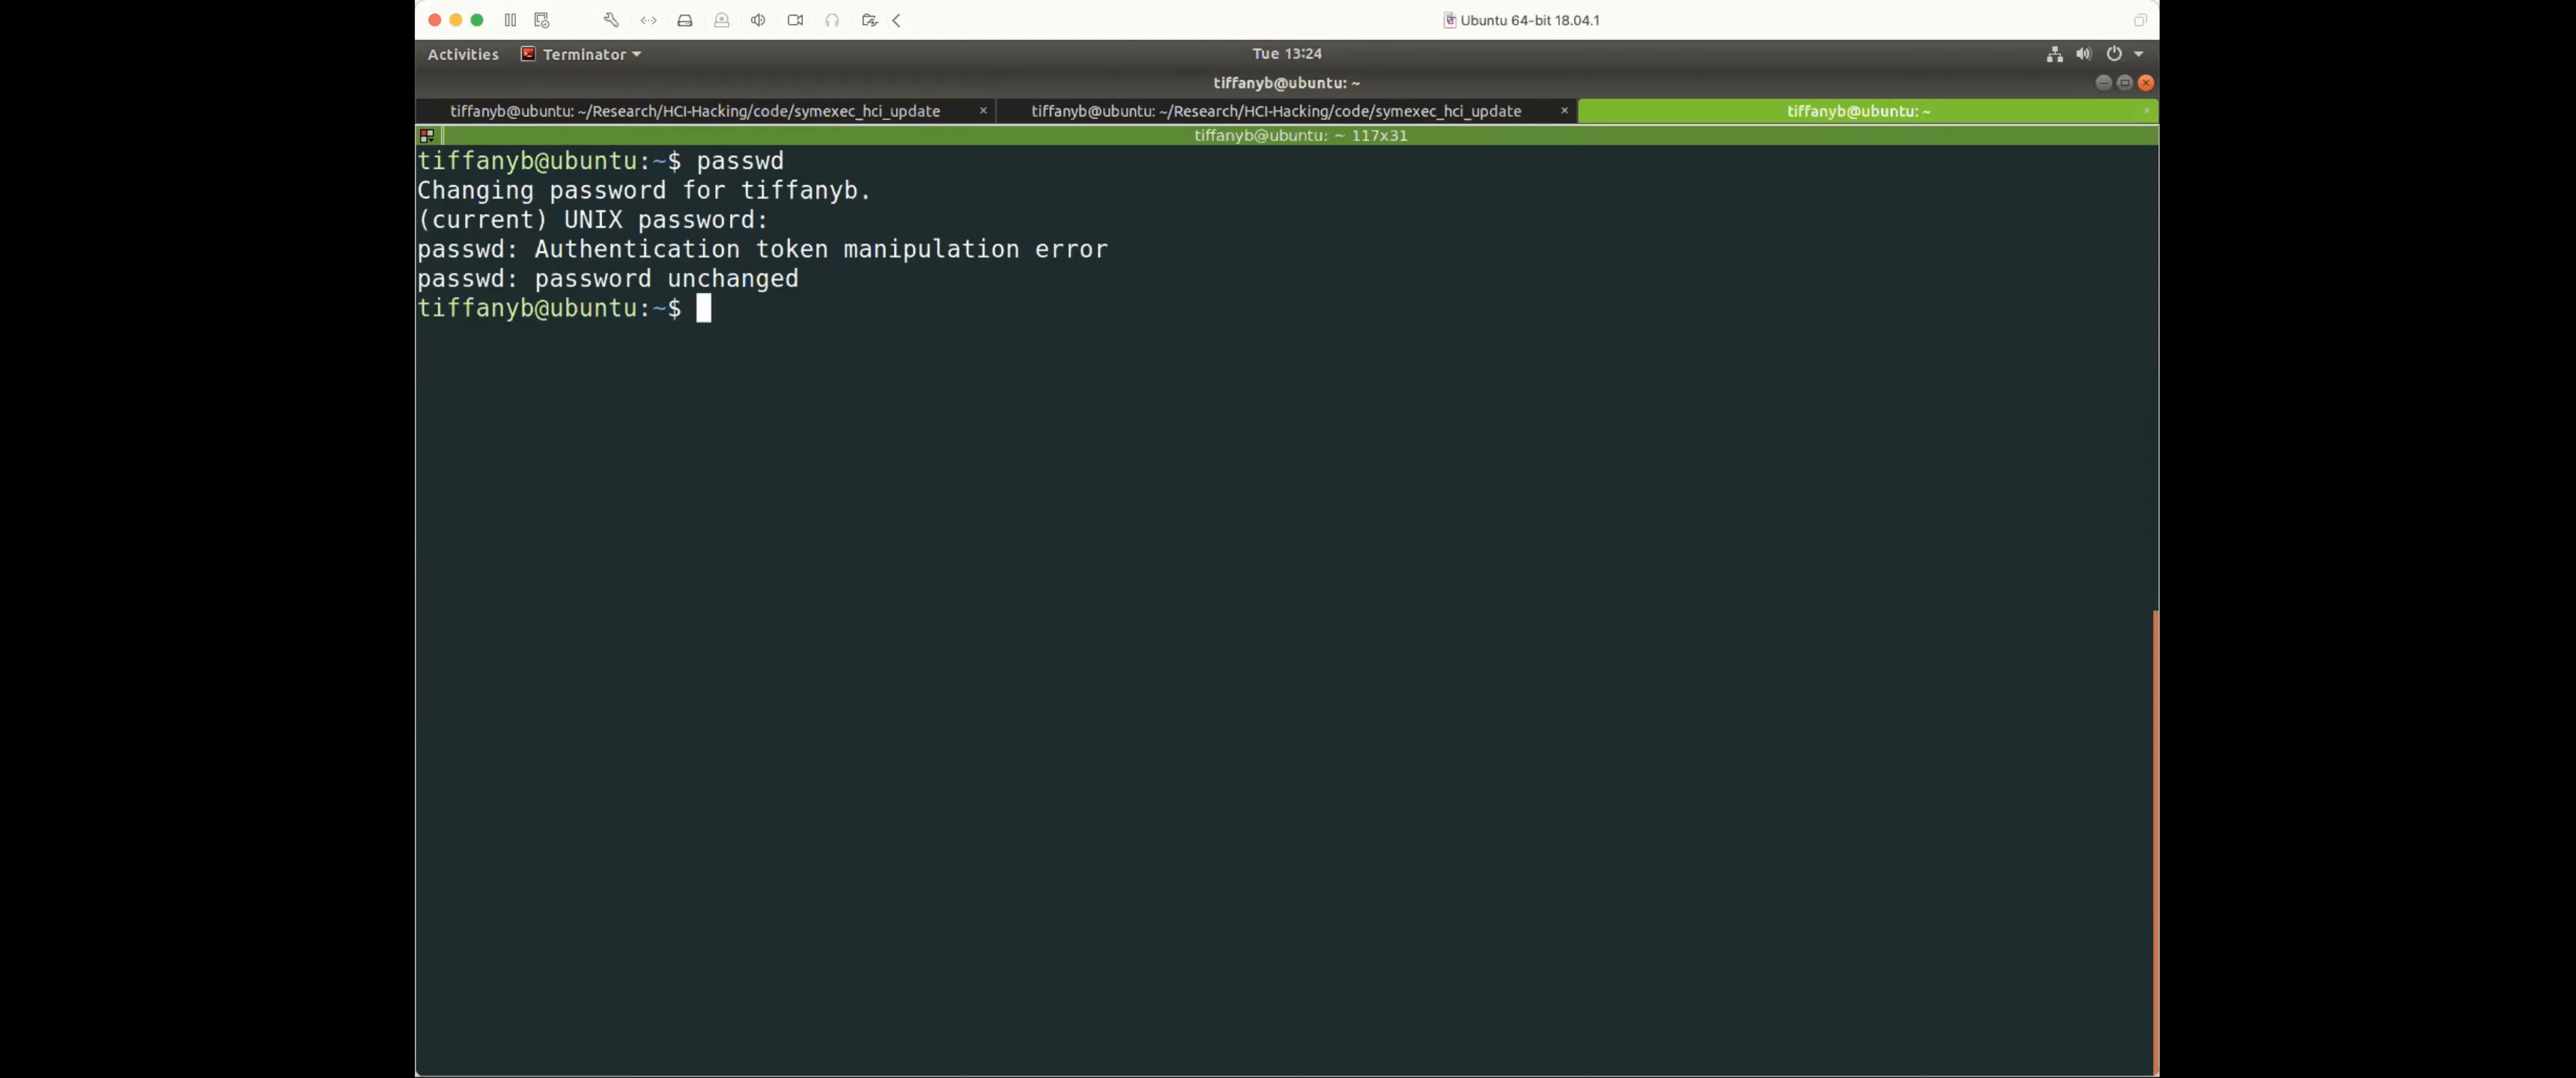 Ubuntu 64-bit 18.04.1
Activities Terminator Tue 13:24
tiffanyb@ubuntu: ~
tiffanyb@ubuntu: ~/Research/HCI-Hacking/code/symexec_hci_update × tiffanyb@ubuntu: ~/Research/HCI-Hacking/code/symexec_hci_update × tiffanyb@ubuntu: ~ ×
tiffanyb@ubuntu: ~ 117x31
tiffanyb@ubuntu:~$ passwd
Changing password for tiffanyb.
(current) UNIX password:
passwd: Authentication token manipulation error
passwd: password unchanged
tiffanyb@ubuntu:~$